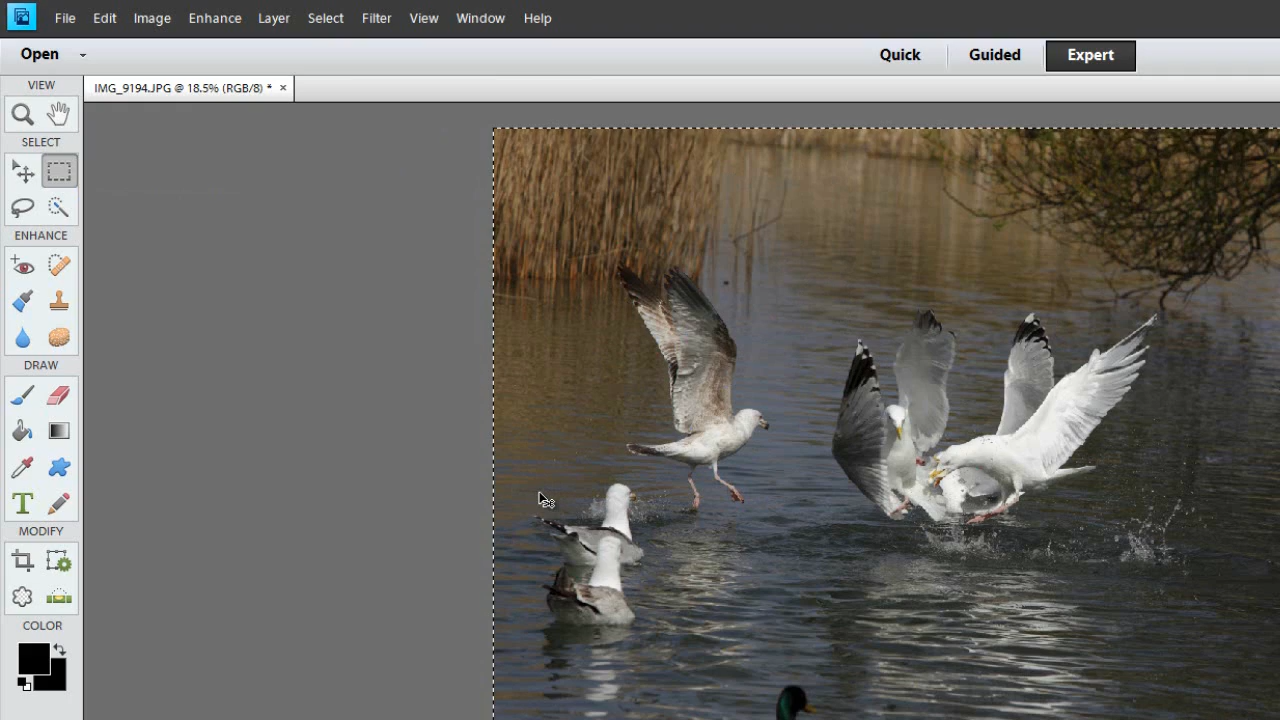 File Edit Image Enhance Layer Select Filter View Window Help
Open Quick Guided Expert
VIEW
IMG_9194.JPG @ 18.5% (RGB/8) * ×
SELECT
ENHANCE
DRAW
T
MODIFY
COLOR